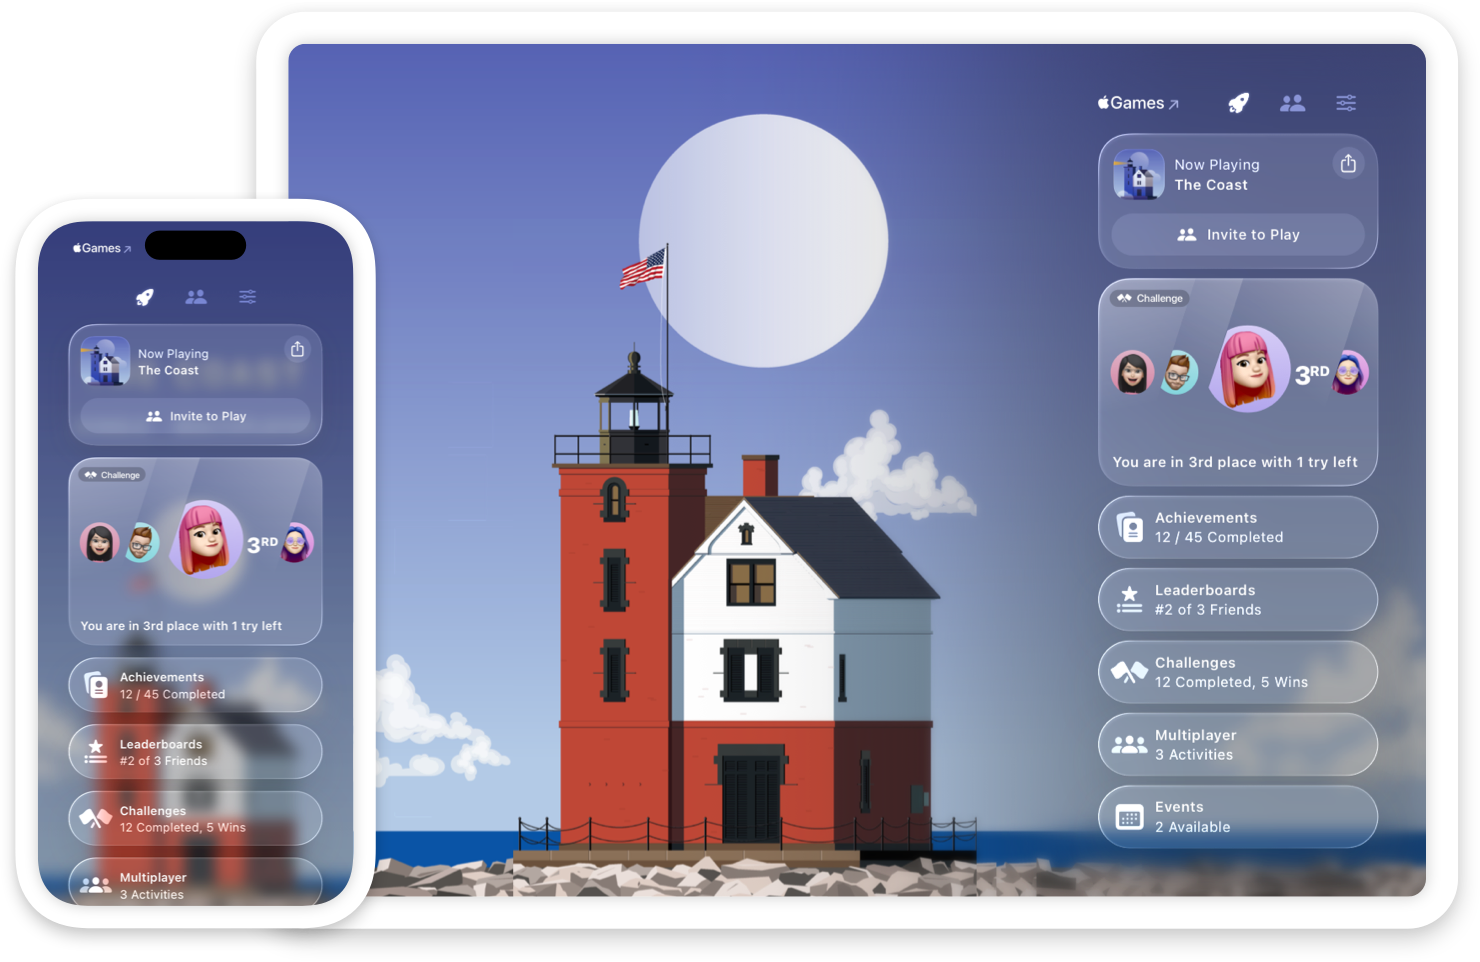 Games
Now Playing
The Coast
Invite to Play
Challenge
3RD
You are in 3rd place with 1 try left
Achievements
12 / 45 Completed
Leaderboards
#2 of 3 Friends
Challenges
12 Completed, 5 Wins
Multiplayer
3 Activities
Games
Now Playing
The Coast
Invite to Play
Challenge
3RD
You are in 3rd place with 1 try left
Achievements
12 / 45 Completed
Leaderboards
#2 of 3 Friends
Challenges
12 Completed, 5 Wins
Multiplayer
3 Activities
Events
2 Available